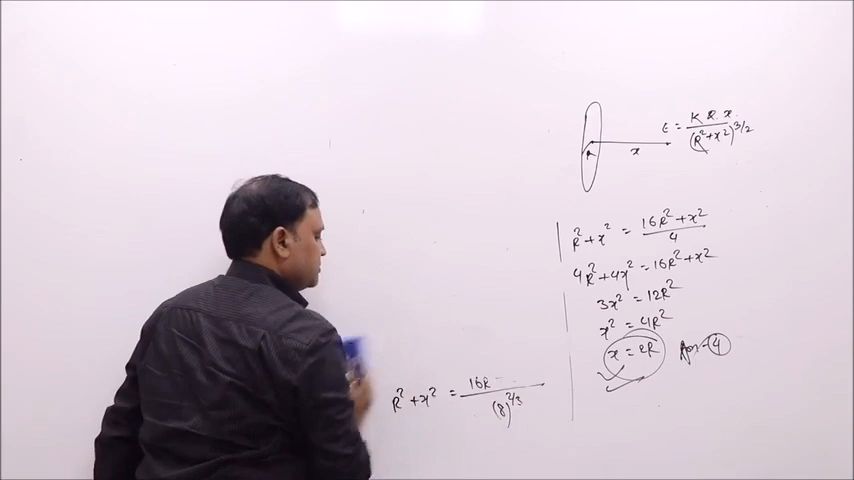 E = K Q. x. / (R²+x²)^3/2
R
x
R²+x² = 16R²+x² / 4
4R²+4x² = 16R²+x²
3x² = 12R²
x² = 4R²
x = 2R Ans - 4
R²+x² = 16R / (8)^2/3